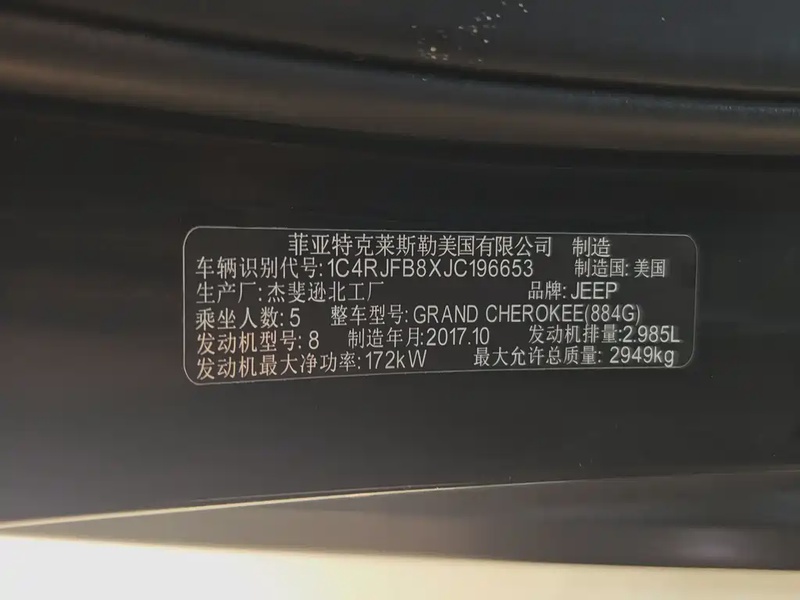 菲亚特克莱斯勒美国有限公司 制造
车辆识别代号:1C4RJFB8XJC196653 制造国:美国
生产厂:杰斐逊北工厂 品牌:JEEP
乘坐人数:5 整车型号:GRAND CHEROKEE(884G)
发动机型号:8 制造年月:2017.10 发动机排量:2.985L
发动机最大净功率:172kW 最大允许总质量:2949kg